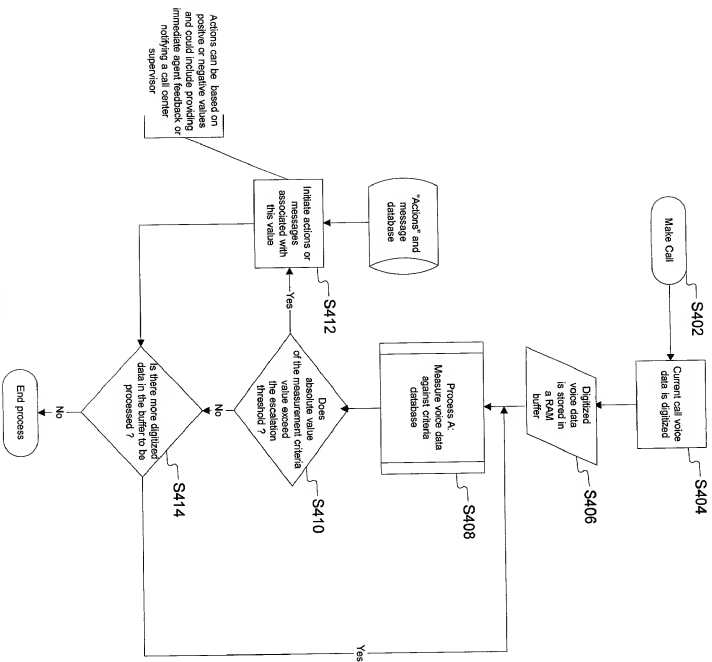 Make Call
S402
Current call voice
data is digitized
S404
Digitized
voice data
is stored in
a RAM
buffer
S406
"Actions" and
message
database
Process A:
Measure voice data
against criteria
database
S408
Actions can be based on
positve or negative values
and could include providing
immediate agent feedback or
notifying a call center
supervisor
Initiate actions or
messages
associated with
this value
S412
Yes
Does
absolute value
of the measurement criteria
value exceed
the escalation
threshold ?
S410
No
Is there more digitized
data in the buffer to be
processed ?
S414
Yes
No
End process